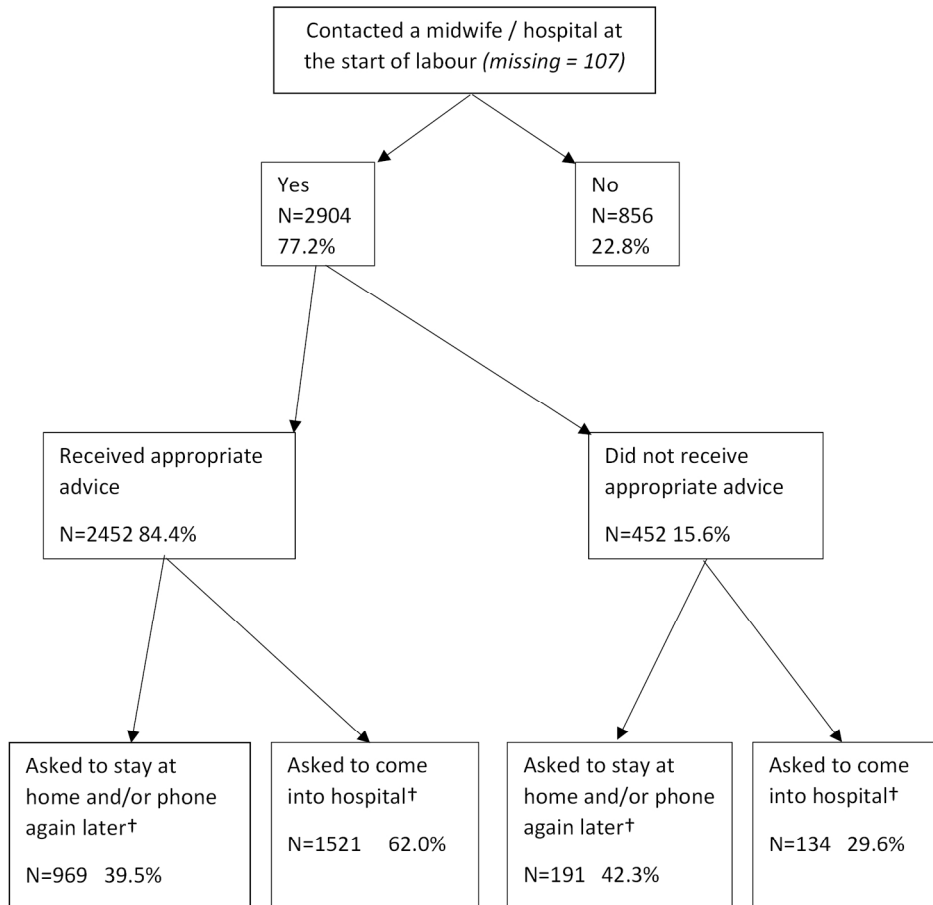 Contacted a midwife / hospital at
the start of labour (missing = 107)
Yes
N=2904
77.2%
No
N=856
22.8%
Received appropriate
advice
N=2452 84.4%
Did not receive
appropriate advice
N=452 15.6%
Asked to stay at
home and/or phone
again later†
N=969 39.5%
Asked to come
into hospital†
N=1521 62.0%
Asked to stay at
home and/or phone
again later†
N=191 42.3%
Asked to come
into hospital†
N=134 29.6%